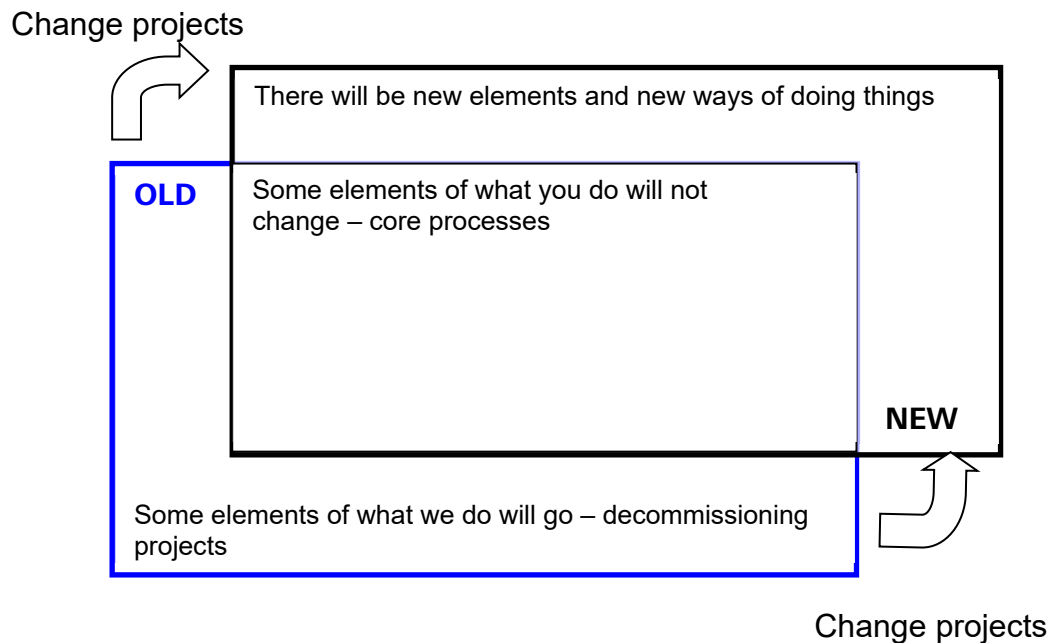 Change projects
There will be new elements and new ways of doing things
OLD
Some elements of what you do will not
change – core processes
NEW
Some elements of what we do will go – decommissioning
projects
Change projects